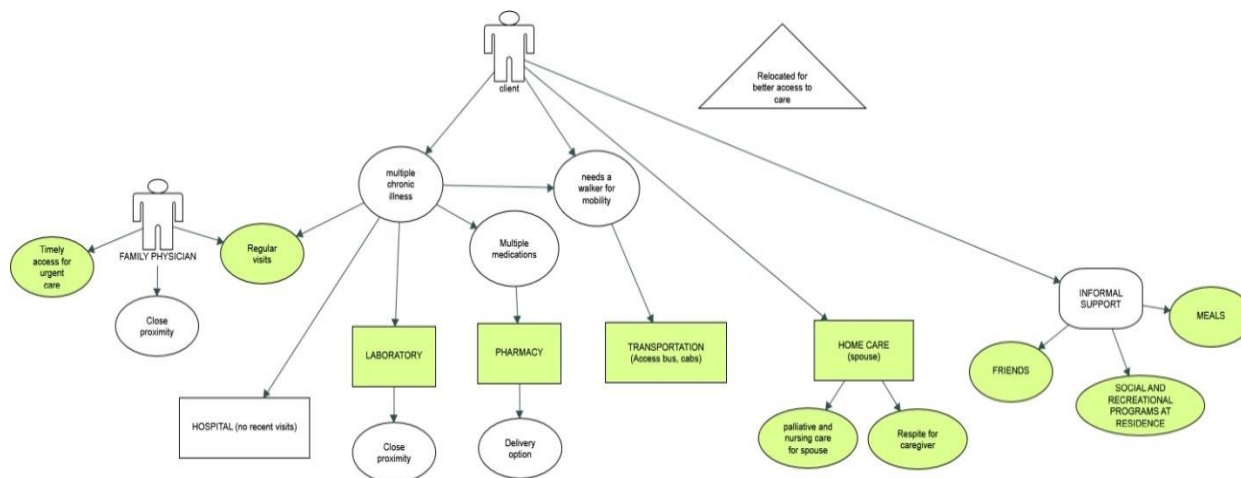 client
Relocated for
better access to
care
multiple
chronic
illness
needs a
walker for
mobility
FAMILY PHYSICIAN
Timely
access for
urgent
care
Regular
visits
Multiple
medications
Close
proximity
INFORMAL
SUPPORT
MEALS
LABORATORY
PHARMACY
TRANSPORTATION
(Access bus, cabs)
HOME CARE
(spouse)
FRIENDS
SOCIAL AND
RECREATIONAL
PROGRAMS AT
RESIDENCE
HOSPITAL (no recent visits)
Close
proximity
Delivery
option
palliative and
nursing care
for spouse
Respite for
caregiver